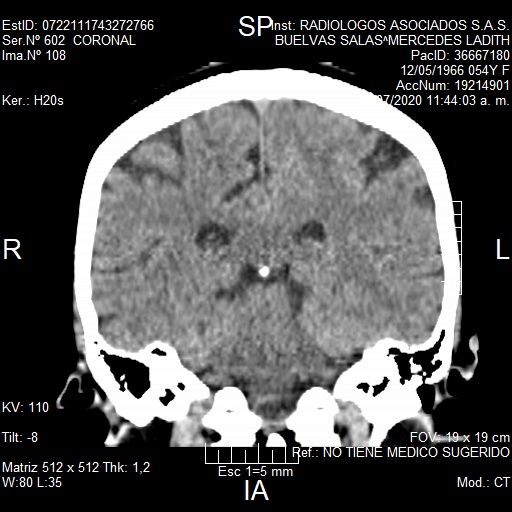 EstID: 0722111743272766
Ser.Nº 602 CORONAL
Ima.Nº 108
Ker.: H20s
SP
Inst: RADIOLOGOS ASOCIADOS S.A.S.
BUELVAS SALAS^MERCEDES LADITH
PacID: 36667180
12/05/1966 054Y F
AccNum: 19214901
07/2020 11:44:03 a. m.
R
L
KV: 110
Tilt: -8
Matriz 512 x 512 Thk: 1,2
W:80 L:35
Esc 1=5 mm
IA
FOV: 19 x 19 cm
Ref.: NO TIENE MEDICO SUGERIDO
Mod.: CT